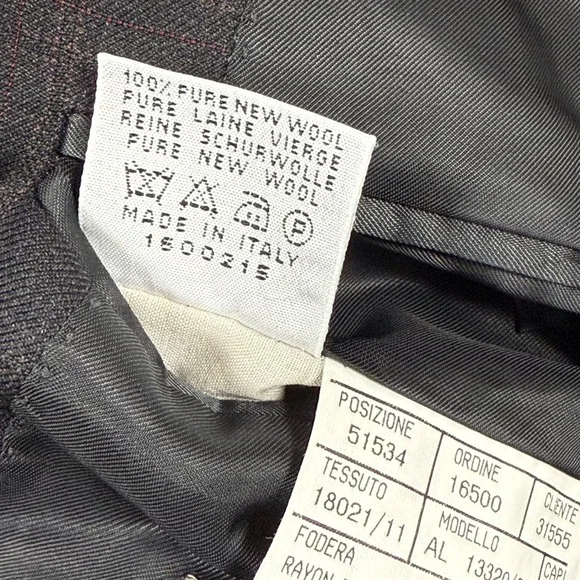 100% PURE NEW WOOL
PURE LAINE VIERGE
REINE SCHURWOLLE
PURE NEW WOOL
P
MADE IN ITALY
1600215
POSIZIONE
51534
ORDINE
16500
CLIENTE
31555
TESSUTO
18021/11
MODELLO
AL
FODERA
RAYON